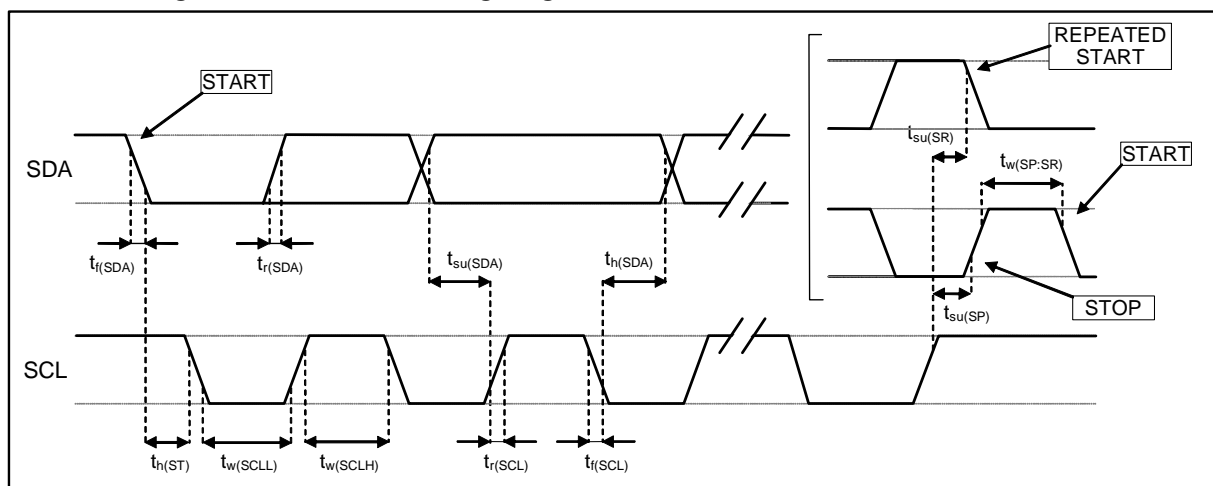 REPEATED
START
START
t_su(SR)
t_w(SP:SR)
START
SDA
t_f(SDA)
t_r(SDA)
t_su(SDA)
t_h(SDA)
t_su(SP)
STOP
SCL
t_h(ST)
t_w(SCLL)
t_w(SCLH)
t_r(SCL)
t_f(SCL)